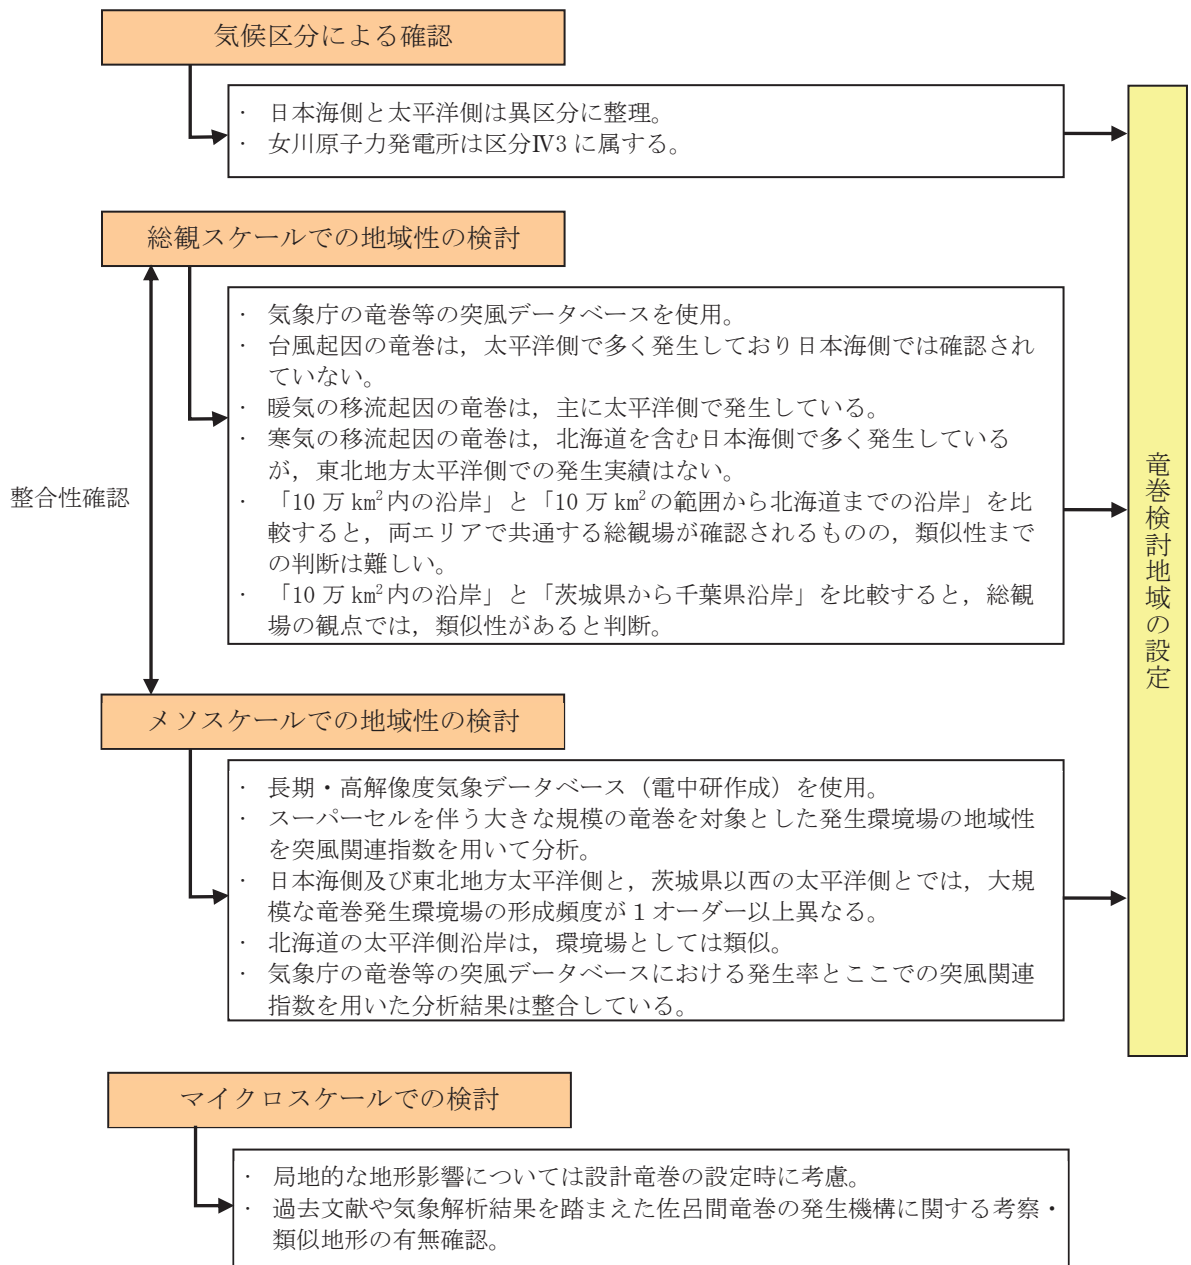 気候区分による確認
· 日本海側と太平洋側は異区分に整理。
· 女川原子力発電所は区分Ⅳ3 に属する。
総観スケールでの地域性の検討
· 気象庁の竜巻等の突風データベースを使用。
· 台風起因の竜巻は，太平洋側で多く発生しており日本海側では確認され
ていない。
· 暖気の移流起因の竜巻は，主に太平洋側で発生している。
· 寒気の移流起因の竜巻は，北海道を含む日本海側で多く発生している
が，東北地方太平洋側での発生実績はない。
· 「10 万 km²内の沿岸」と「10 万 km²の範囲から北海道までの沿岸」を比
較すると，両エリアで共通する総観場が確認されるものの，類似性まで
の判断は難しい。
· 「10 万 km²内の沿岸」と「茨城県から千葉県沿岸」を比較すると，総観
場の観点では，類似性があると判断。
整合性確認
メソスケールでの地域性の検討
· 長期・高解像度気象データベース（電中研作成）を使用。
· スーパーセルを伴う大きな規模の竜巻を対象とした発生環境場の地域性
を突風関連指数を用いて分析。
· 日本海側及び東北地方太平洋側と，茨城県以西の太平洋側とでは，大規
模な竜巻発生環境場の形成頻度が 1 オーダー以上異なる。
· 北海道の太平洋側沿岸は，環境場としては類似。
· 気象庁の竜巻等の突風データベースにおける発生率とここでの突風関連
指数を用いた分析結果は整合している。
竜巻検討地域の設定
マイクロスケールでの検討
· 局地的な地形影響については設計竜巻の設定時に考慮。
· 過去文献や気象解析結果を踏まえた佐呂間竜巻の発生機構に関する考察・
類似地形の有無確認。